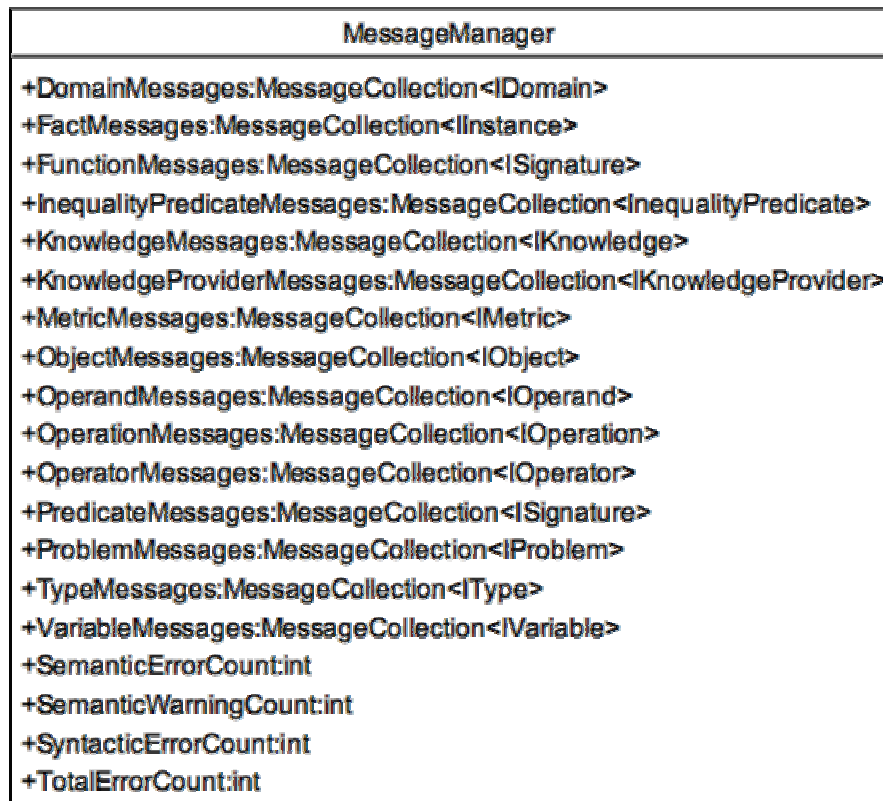 MessageManager
+DomainMessages:MessageCollection<IDomain>
+FactMessages:MessageCollection<IInstance>
+FunctionMessages:MessageCollection<ISignature>
+InequalityPredicateMessages:MessageCollection<InequalityPredicate>
+KnowledgeMessages:MessageCollection<IKnowledge>
+KnowledgeProviderMessages:MessageCollection<IKnowledgeProvider>
+MetricMessages:MessageCollection<IMetric>
+ObjectMessages:MessageCollection<IObject>
+OperandMessages:MessageCollection<IOperand>
+OperationMessages:MessageCollection<IOperation>
+OperatorMessages:MessageCollection<IOperator>
+PredicateMessages:MessageCollection<ISignature>
+ProblemMessages:MessageCollection<IProblem>
+TypeMessages:MessageCollection<IType>
+VariableMessages:MessageCollection<IVariable>
+SemanticErrorCount:int
+SemanticWarningCount:int
+SyntacticErrorCount:int
+TotalErrorCount:int